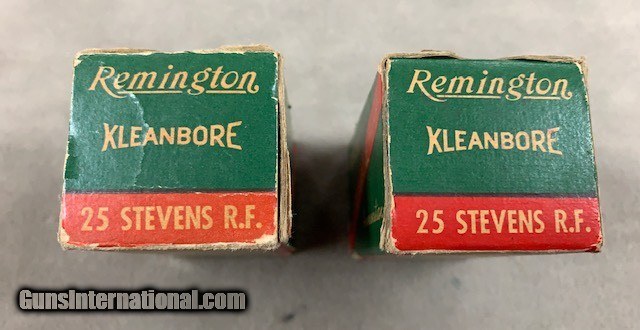 Remington
KLEANBORE
25 STEVENS R.F.
Remington
KLEANBORE
25 STEVENS R.F.
GunsInternational.com